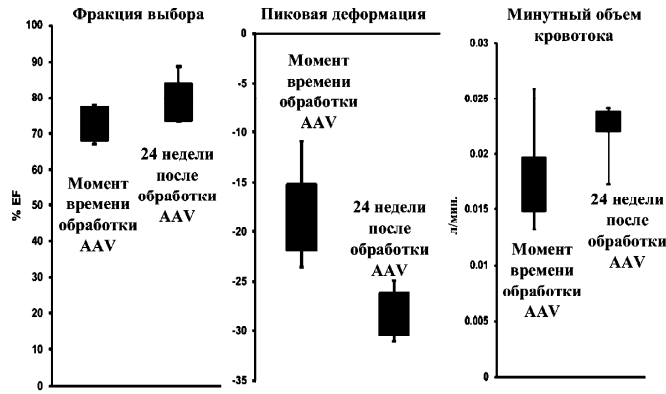 Фракция выбора
100
90
80
70
60
50
40
30
20
10
0
% EF
Момент
времени
обработки
AAV
24 недели
после
обработки
AAV
Пиковая деформация
0
-5
-10
-15
-20
-25
-30
-35
Момент
времени
обработки
AAV
24 недели
после
обработки
AAV
Минутный объем
кровотока
0.03
0.025
0.02
0.015
0.01
0.005
0
л/мин.
Момент
времени
обработки
AAV
24 недели
после
обработки
AAV